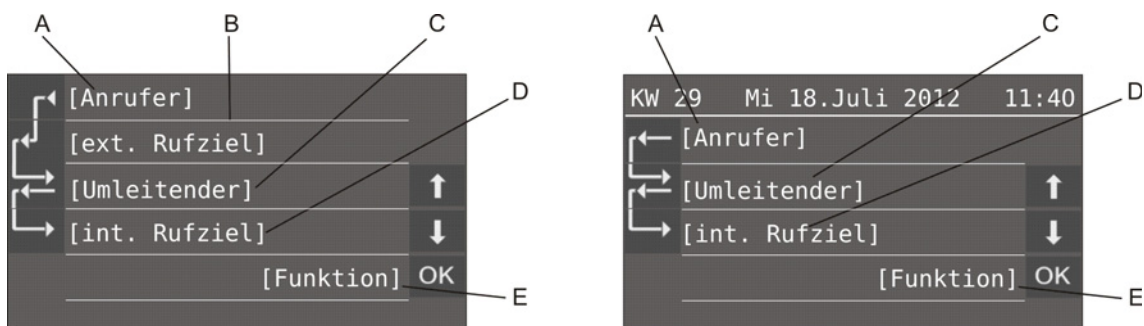 A
B
C
[Anrufer]
D
[ext. Rufziel]
[Umleitender]
[int. Rufziel]
[Funktion] OK
E
A
C
KW 29 Mi 18.Juli 2012 11:40
D
[Anrufer]
[Umleitender]
[int. Rufziel]
[Funktion] OK
E